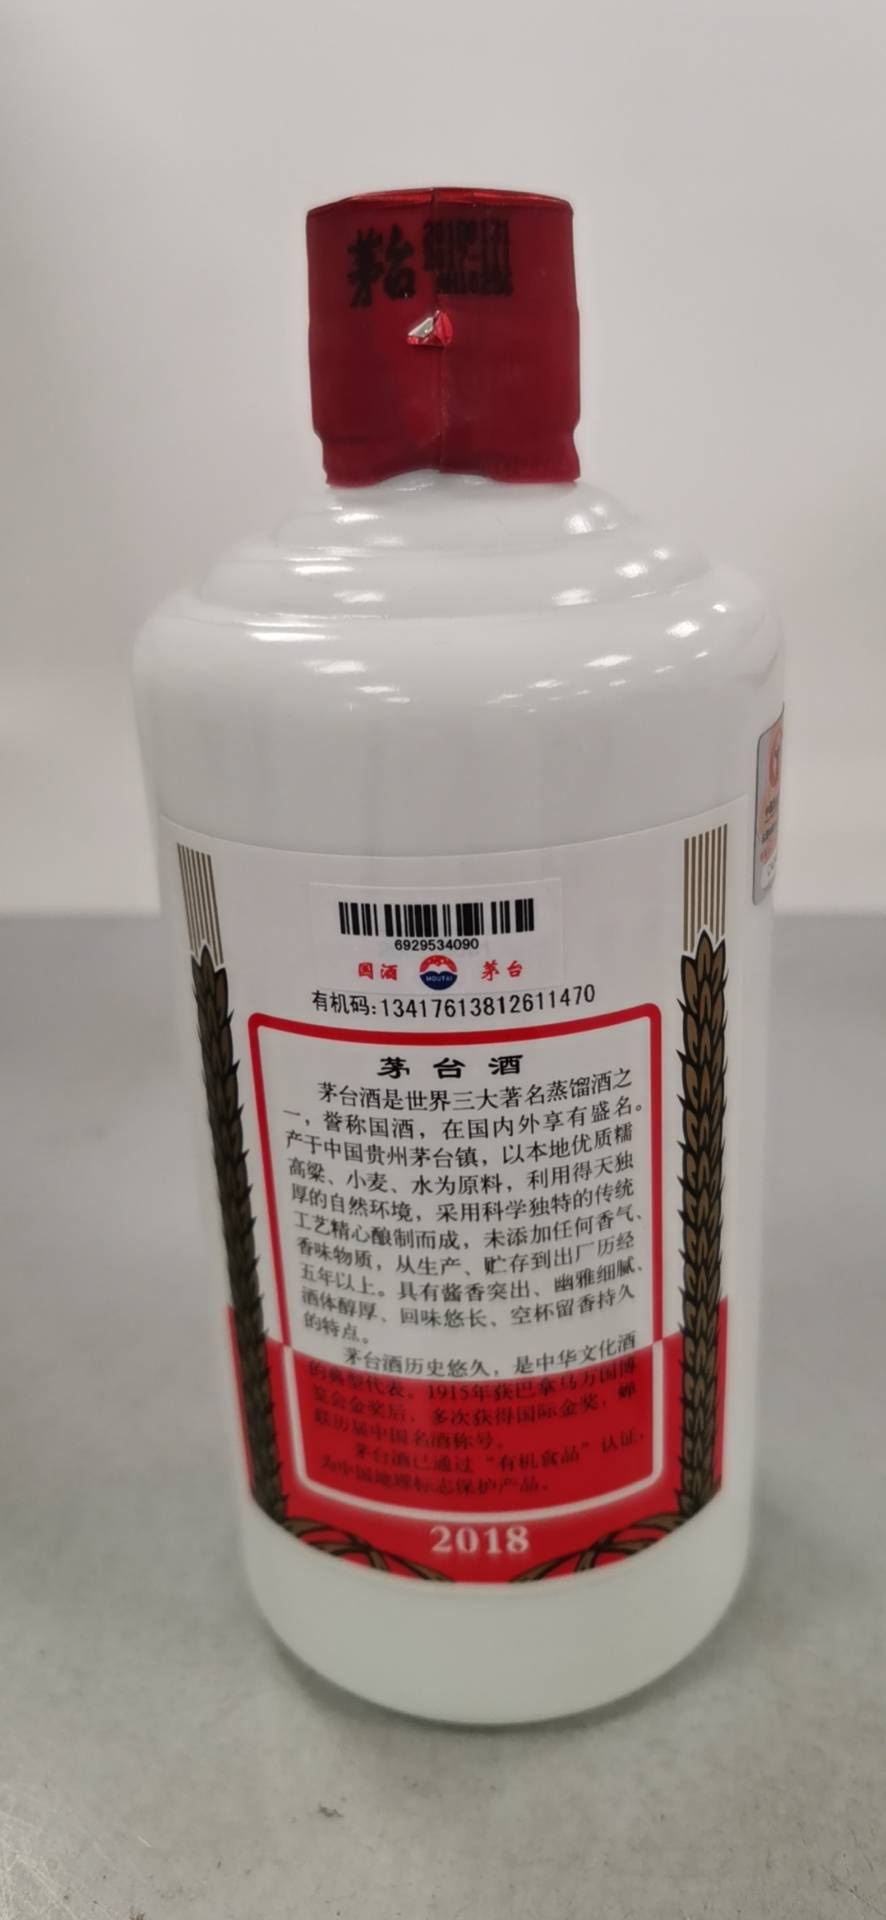 茅台
6929534090
国酒
MOUTAI
茅台
有机码:13417613812611470
茅台酒
茅台酒是世界三大著名蒸馏酒之
一，誉称国酒，在国内外享有盛名。
产于中国贵州茅台镇，以本地优质糯
高粱、小麦、水为原料，利用得天独
厚的自然环境，采用科学独特的传统
工艺精心酿制而成，未添加任何香气、
香味物质，从生产、贮存到出厂历经
五年以上。具有酱香突出、幽雅细腻、
酒体醇厚、回味悠长、空杯留香持久
的特点。
茅台酒历史悠久，是中华文化酒
的典型代表。1915年获巴拿马万国博
览会金奖后，多次获得国际金奖，蝉
联历届中国名酒称号。
茅台酒已通过“有机食品”认证，
为中国地理标志保护产品。
2018